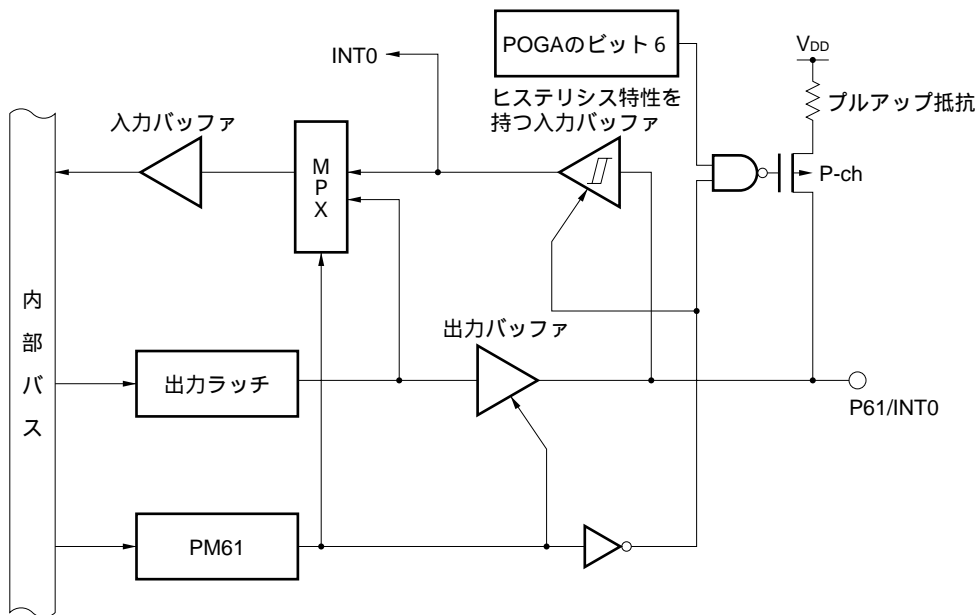 POGAのビット6
VDD
INT0
ヒステリシス特性を
持つ入力バッファ
プルアップ抵抗
入力バッファ
MPX
P-ch
内部バス
出力バッファ
出力ラッチ
P61/INT0
PM61